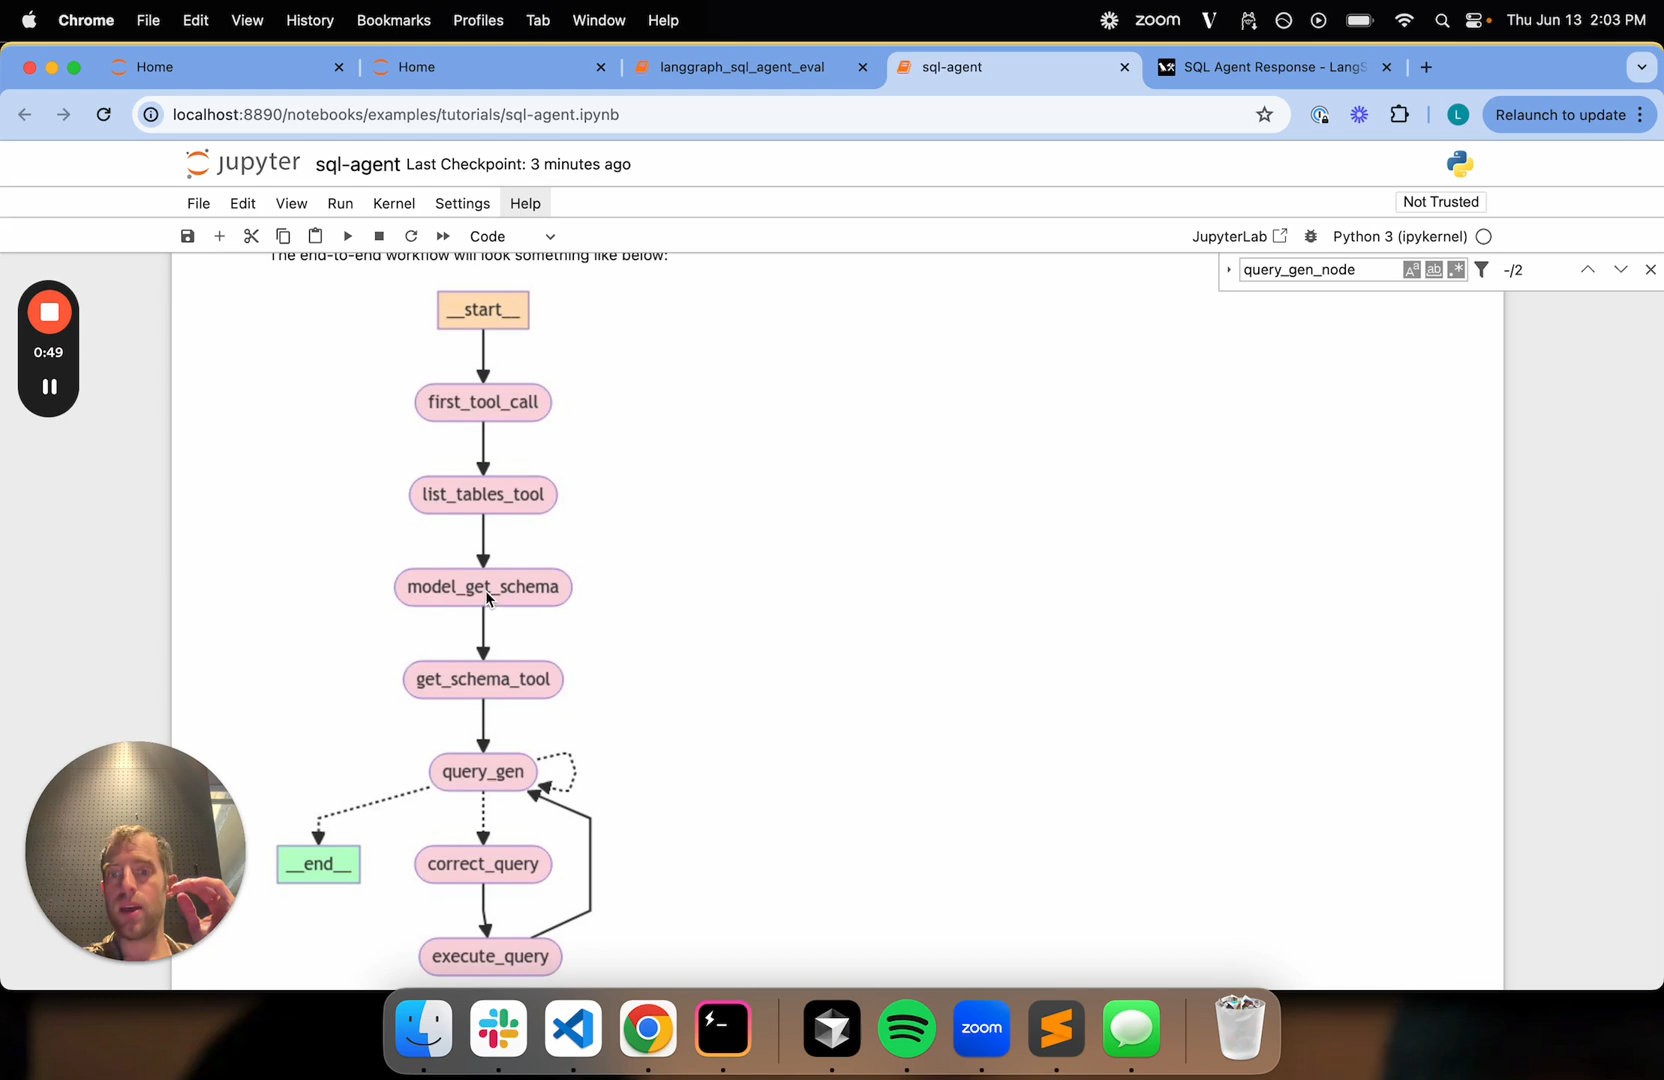 Chrome File Edit View History Bookmarks Profiles Tab Window Help
zoom V Thu Jun 13 2:03 PM
Home
Home
langgraph_sql_agent_eval
sql-agent
SQL Agent Response - LangS
localhost:8890/notebooks/examples/tutorials/sql-agent.ipynb
L
Relaunch to update
jupyter sql-agent Last Checkpoint: 3 minutes ago
File Edit View Run Kernel Settings Help
Not Trusted
Code
JupyterLab
Python 3 (ipykernel)
The end-to-end workflow will look something like below:
query_gen_node
Aa
ab
.*
-/2
0:49
__start__
first_tool_call
list_tables_tool
model_get_schema
get_schema_tool
query_gen
__end__
correct_query
execute_query
zoom